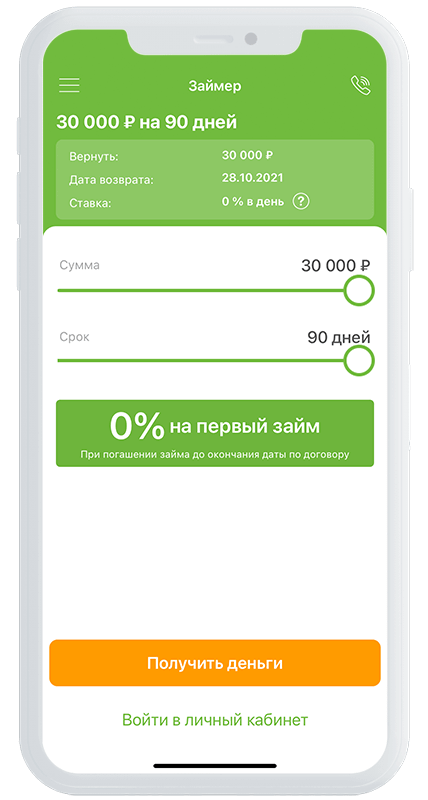 Займер
30 000 ₽ на 90 дней
Вернуть: 30 000 ₽
Дата возврата: 28.10.2021
Ставка: 0 % в день ?
Сумма 30 000 ₽
Срок 90 дней
0% на первый займ
При погашении займа до окончания даты по договору
Получить деньги
Войти в личный кабинет